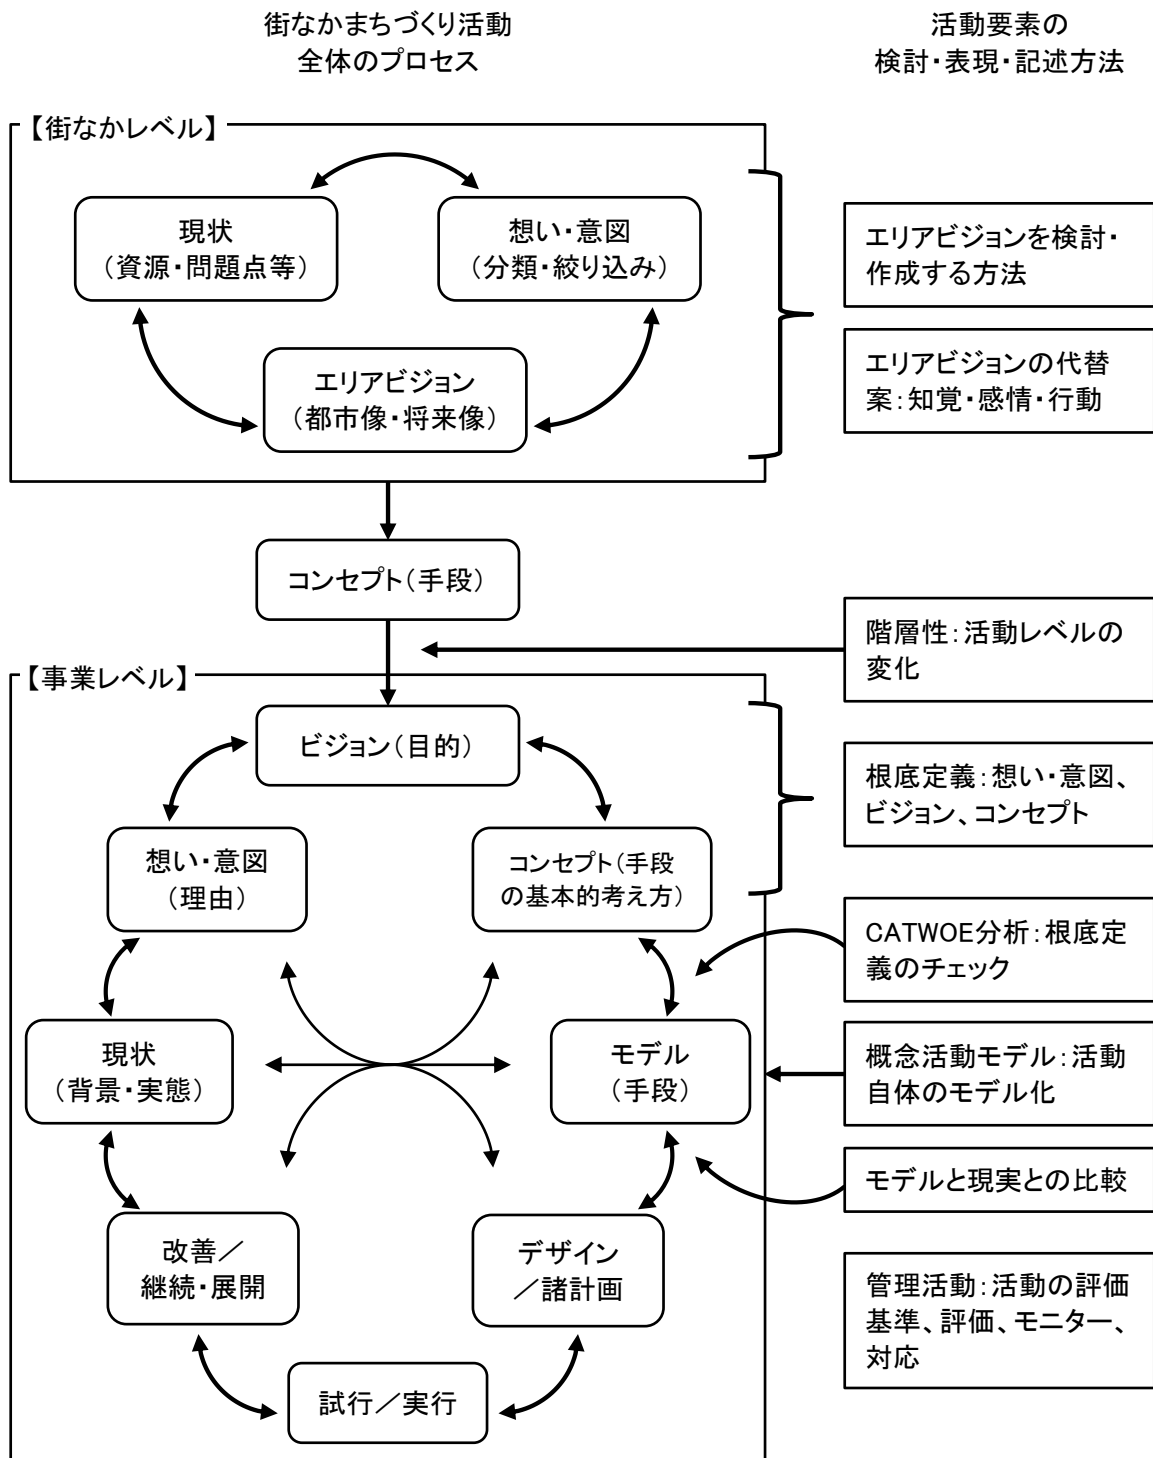 街なかまちづくり活動
全体のプロセス
活動要素の
検討・表現・記述方法
【街なかレベル】
現状
（資源・問題点等）
想い・意図
（分類・絞り込み）
エリアビジョン
（都市像・将来像）
エリアビジョンを検討・
作成する方法
エリアビジョンの代替
案：知覚・感情・行動
コンセプト（手段）
階層性：活動レベルの
変化
【事業レベル】
ビジョン（目的）
想い・意図
（理由）
コンセプト（手段
の基本的考え方）
根底定義：想い・意図、
ビジョン、コンセプト
CATWOE分析：根底定
義のチェック
現状
（背景・実態）
モデル
（手段）
概念活動モデル：活動
自体のモデル化
モデルと現実との比較
改善／
継続・展開
デザイン
／諸計画
管理活動：活動の評価
基準、評価、モニター、
対応
試行／実行